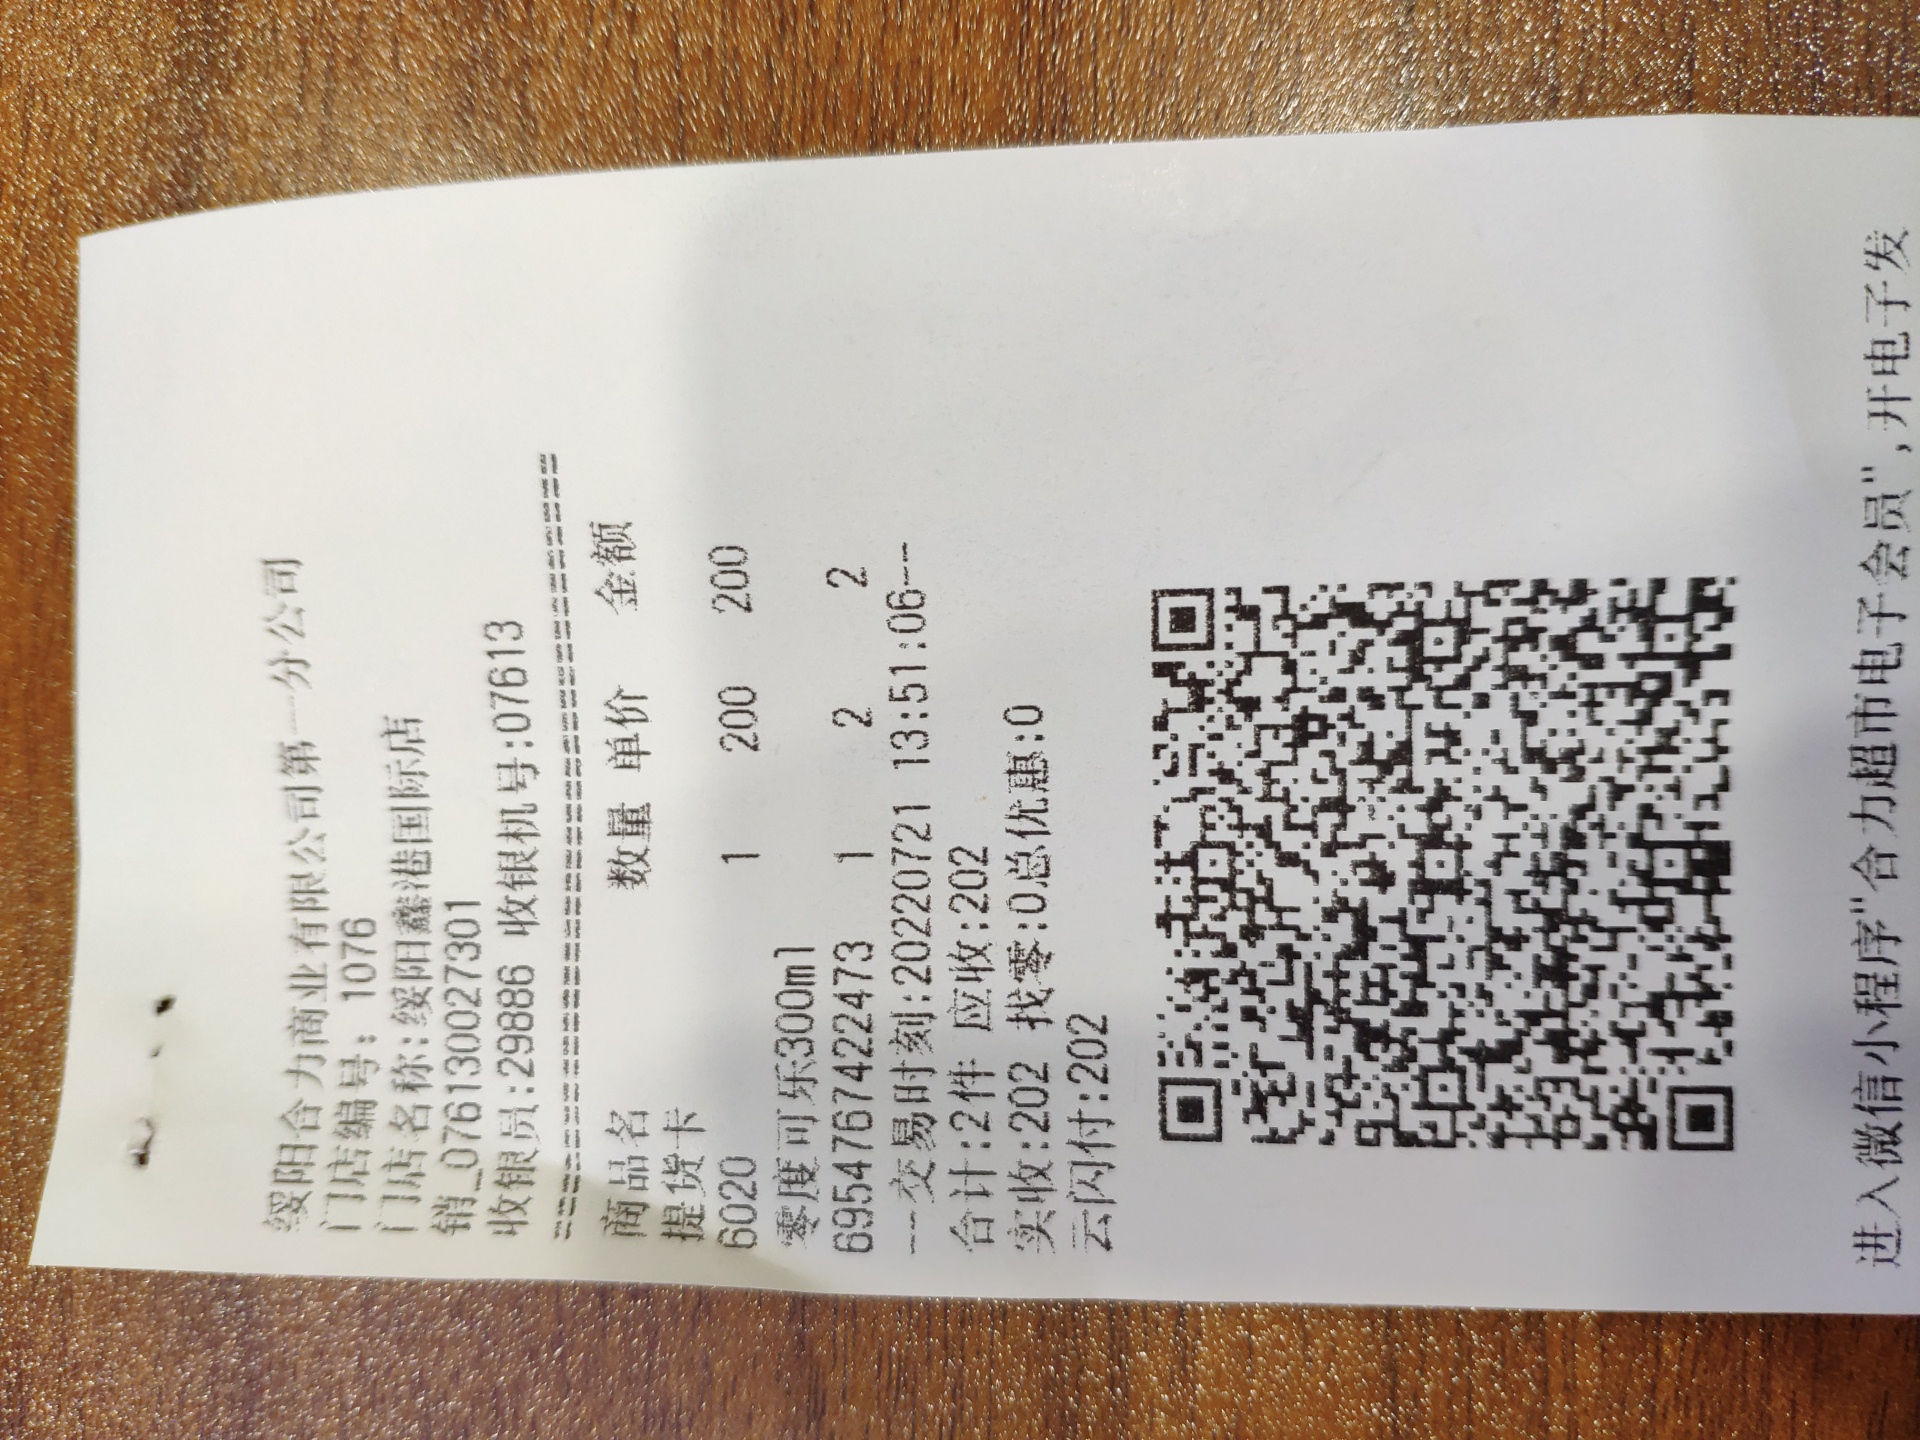 绥阳合力商业有限公司第一分公司
门店编号: 1076
门店名称:绥阳鑫港国际店
销_0761300027301
收银员:29886 收银机号:07613
================================
商品名 数量 单价 金额
提货卡
6020 1 200 200
零度可乐300ml
6954767422473 1 2 2
--交易时刻:20220721 13:51:06--
合计:2件 应收:202
实收:202 找零:0总优惠:0
云闪付:202
进入微信小程序"合力超市电子会员",开电子发